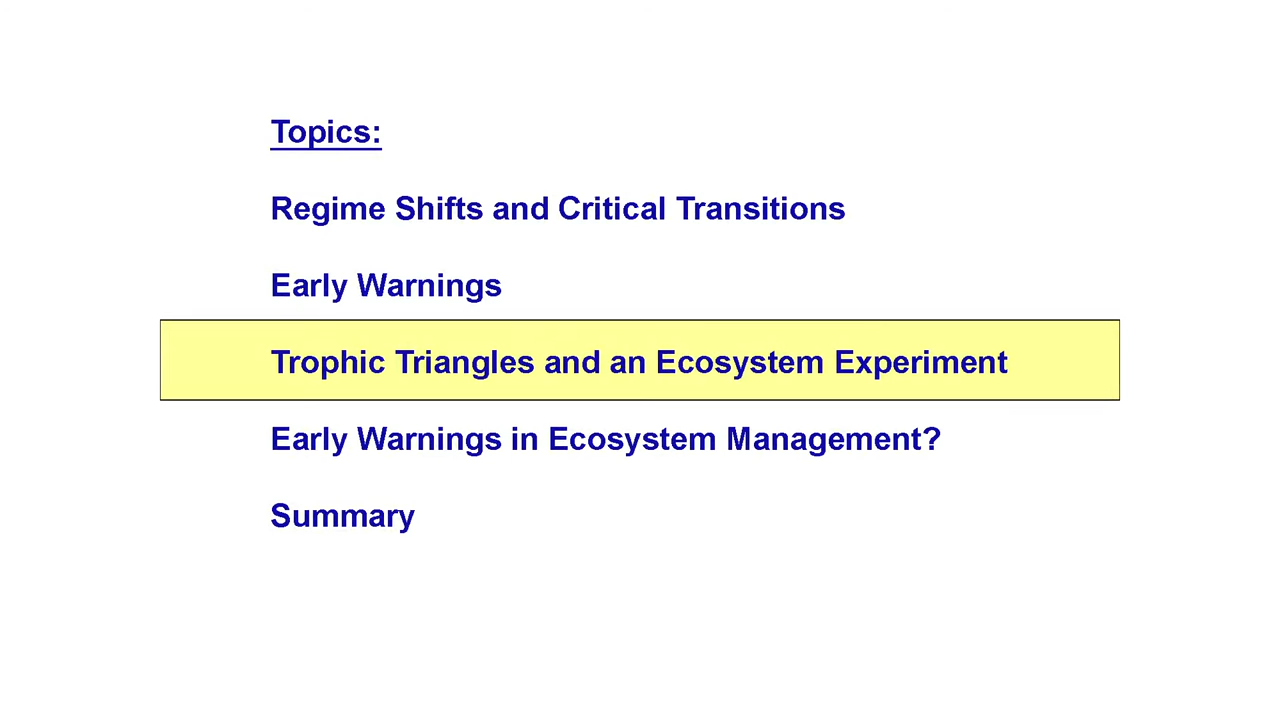 Topics:
Regime Shifts and Critical Transitions
Early Warnings
Trophic Triangles and an Ecosystem Experiment
Early Warnings in Ecosystem Management?
Summary